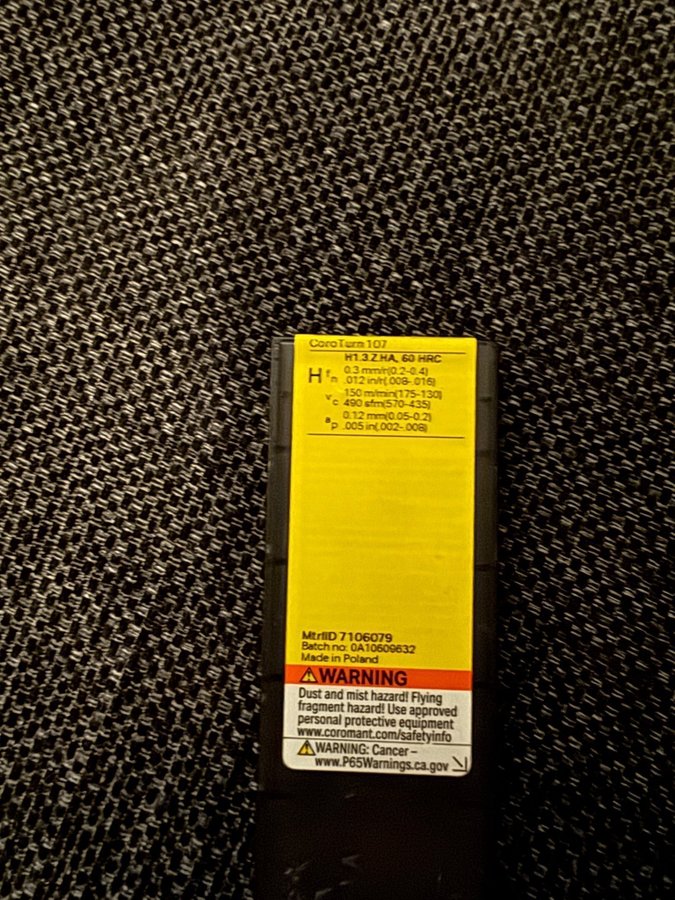 CoroTurn 107
H1.3.Z.HA, 60 HRC
H fn 0.3 mm/r(0.2-0.4)
.012 in/r(.008-.016)
vc 150 m/min(175-130)
490 sfm(570-435)
ap 0.12 mm(0.05-0.2)
.005 in(.002-.008)
MtrlID 7106079
Batch no: 0A10609632
Made in Poland
WARNING
Dust and mist hazard! Flying
fragment hazard! Use approved
personal protective equipment
www.coromant.com/safetyinfo
WARNING: Cancer –
www.P65Warnings.ca.gov